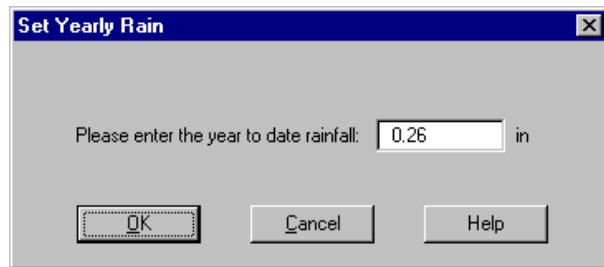 Set Yearly Rain
Please enter the year to date rainfall: 0.26 in
OK Cancel Help